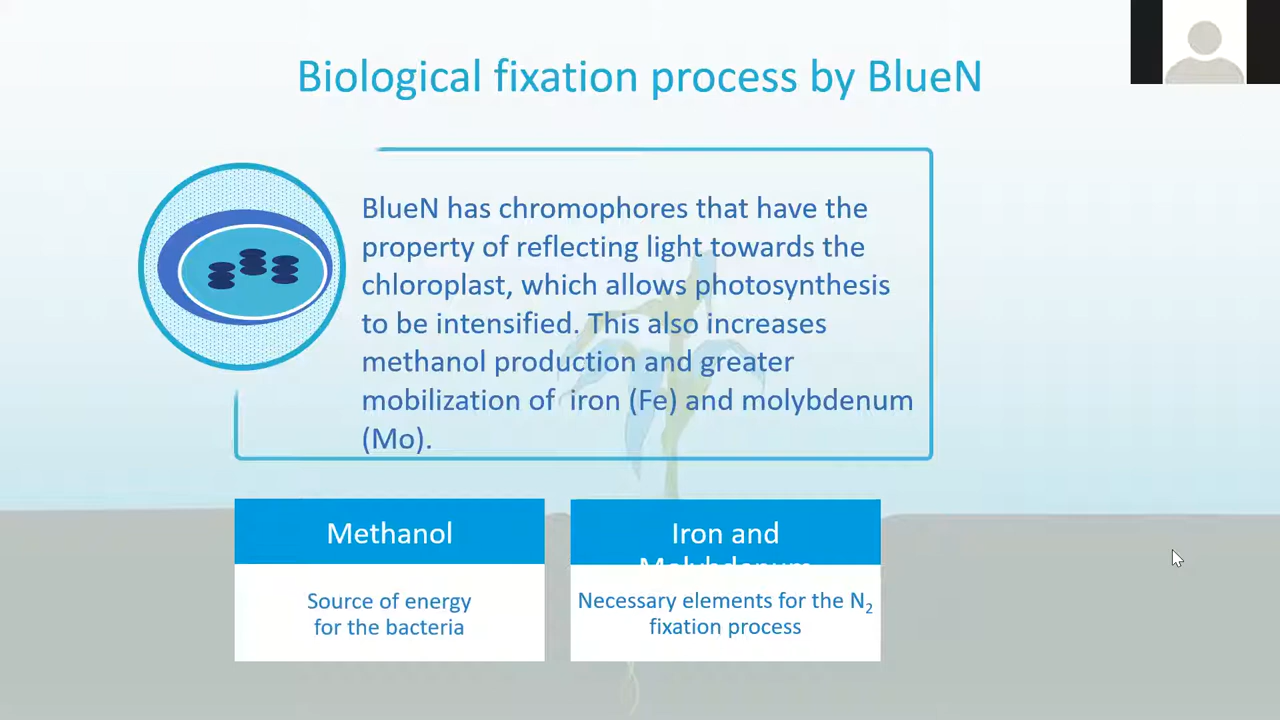 Biological fixation process by BlueN
BlueN has chromophores that have the
property of reflecting light towards the
chloroplast, which allows photosynthesis
to be intensified. This also increases
methanol production and greater
mobilization of  iron (Fe) and molybdenum
(Mo).
Methanol
Source of energy
for the bacteria
Iron and
Molybdenum
Necessary elements for the N₂
fixation process